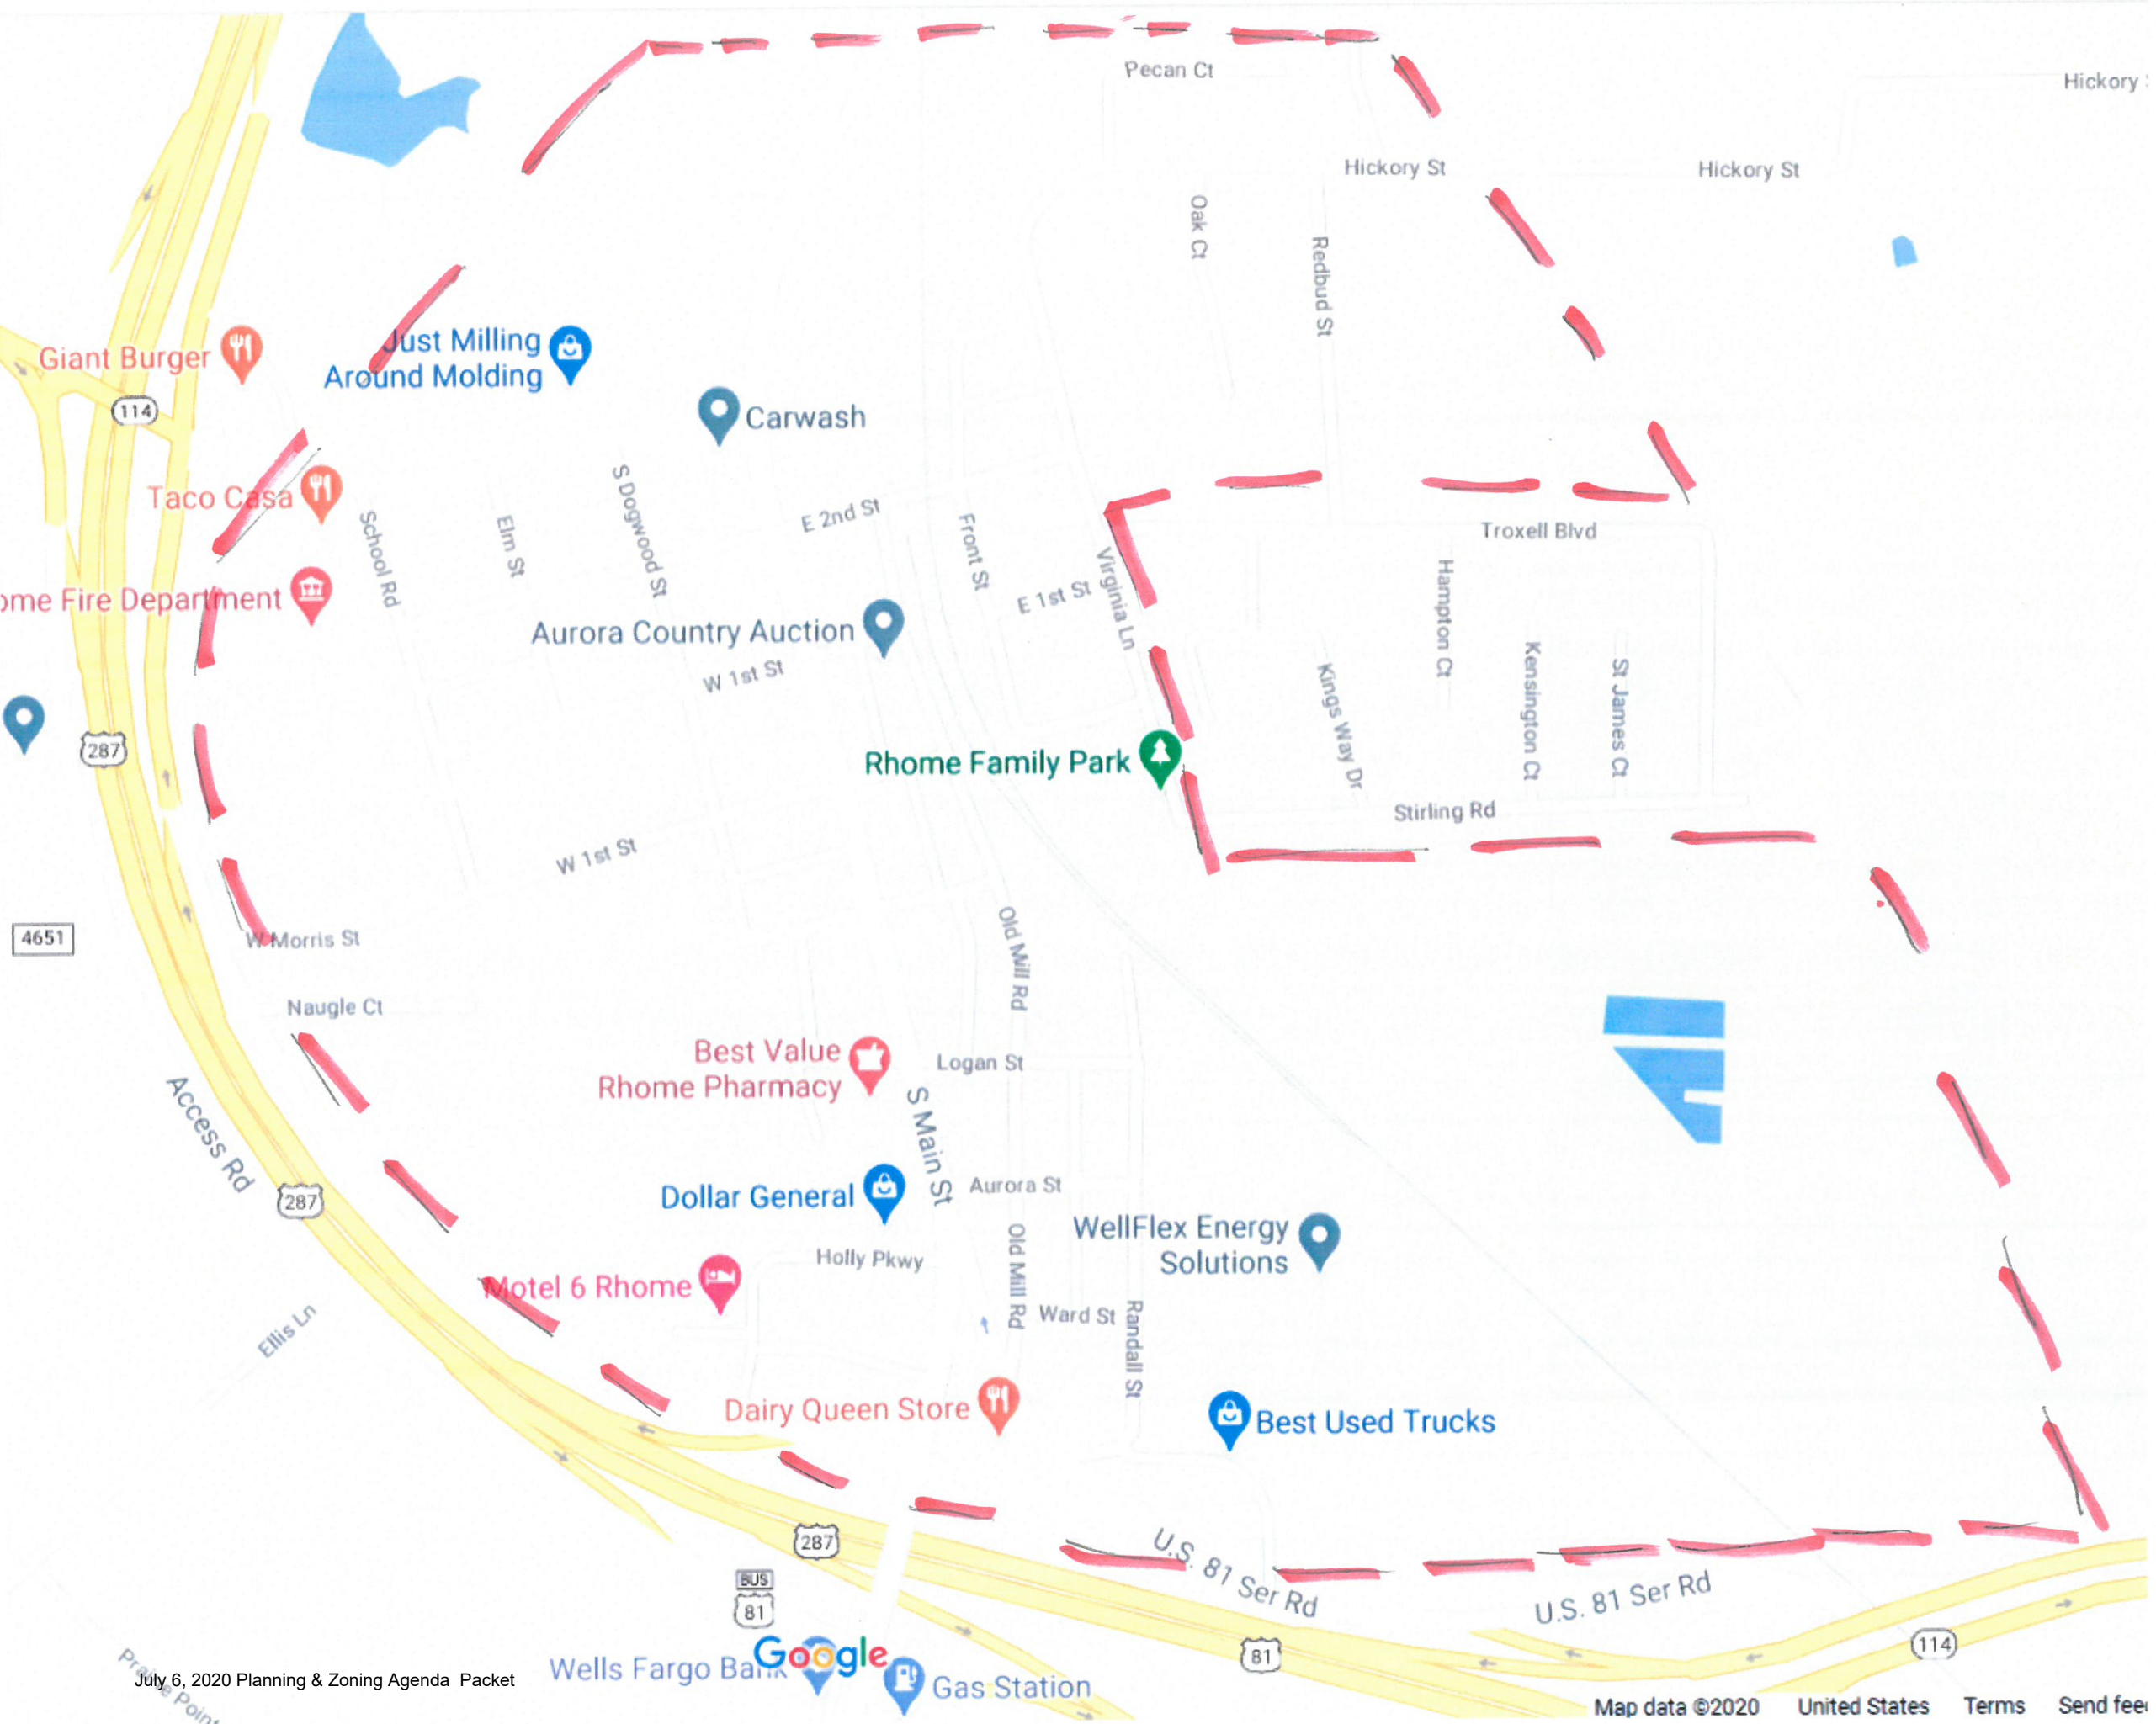 Pecan Ct
Hickory
Hickory St
Hickory St
Oak Ct
Redbud St
Giant Burger
Just Milling
Around Molding
114
Carwash
Taco Casa
School Rd
Elm St
S Dogwood St
E 2nd St
Front St
Virginia Ln
Troxell Blvd
ome Fire Department
E 1st St
Hampton Ct
Aurora Country Auction
W 1st St
Kings Way Dr
Kensington Ct
St James Ct
287
Rhome Family Park
Stirling Rd
W 1st St
4651
W Morris St
Old Mill Rd
Naugle Ct
Best Value
Rhome Pharmacy
Logan St
Access Rd
S Main St
287
Dollar General
Aurora St
WellFlex Energy
Solutions
Holly Pkwy
Old Mill Rd
Motel 6 Rhome
Ward St
Randall St
Ellis Ln
Dairy Queen Store
Best Used Trucks
287
U.S. 81 Ser Rd
U.S. 81 Ser Rd
BUS
81
81
114
Google
Wells Fargo Bank
Gas Station
July 6, 2020 Planning & Zoning Agenda Packet
Map data ©2020 United States Terms Send fee